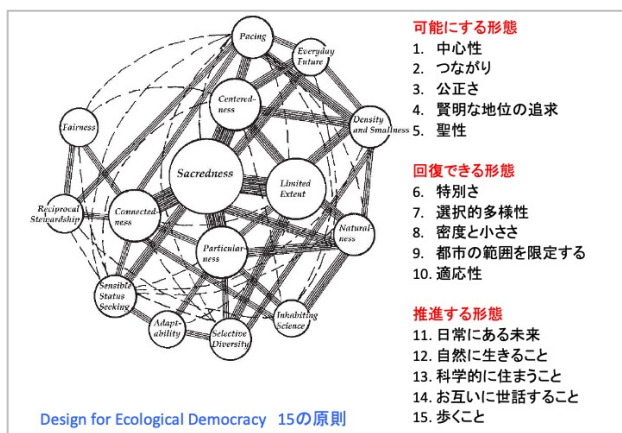 Pacing
Everyday
Future
Centered-
ness
Fairness
Density
and Smallness
Sacredness
Limited
Extent
Reciprocal
Stewardship
Connected-
ness
Natural-
ness
Particular-
ness
Sensible
Status
Seeking
Adapt-
ability
Selective
Diversity
Inhabiting
Science
Design for Ecological Democracy 15の原則
可能にする形態
1. 中心性
2. つながり
3. 公正さ
4. 賢明な地位の追求
5. 聖性
回復できる形態
6. 特別さ
7. 選択的多様性
8. 密度と小ささ
9. 都市の範囲を限定する
10. 適応性
推進する形態
11. 日常にある未来
12. 自然に生きること
13. 科学的に住まうこと
14. お互いに世話すること
15. 歩くこと